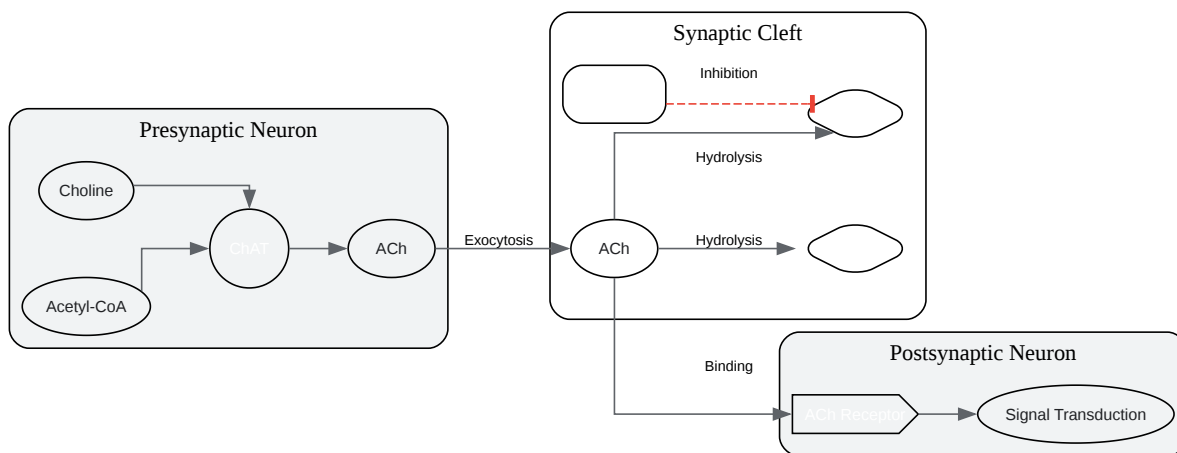 Synaptic Cleft
Inhibition
Presynaptic Neuron
Hydrolysis
Choline
ChAT
ACh
Exocytosis
ACh
Hydrolysis
Acetyl-CoA
Postsynaptic Neuron
Binding
ACh Receptor
Signal Transduction